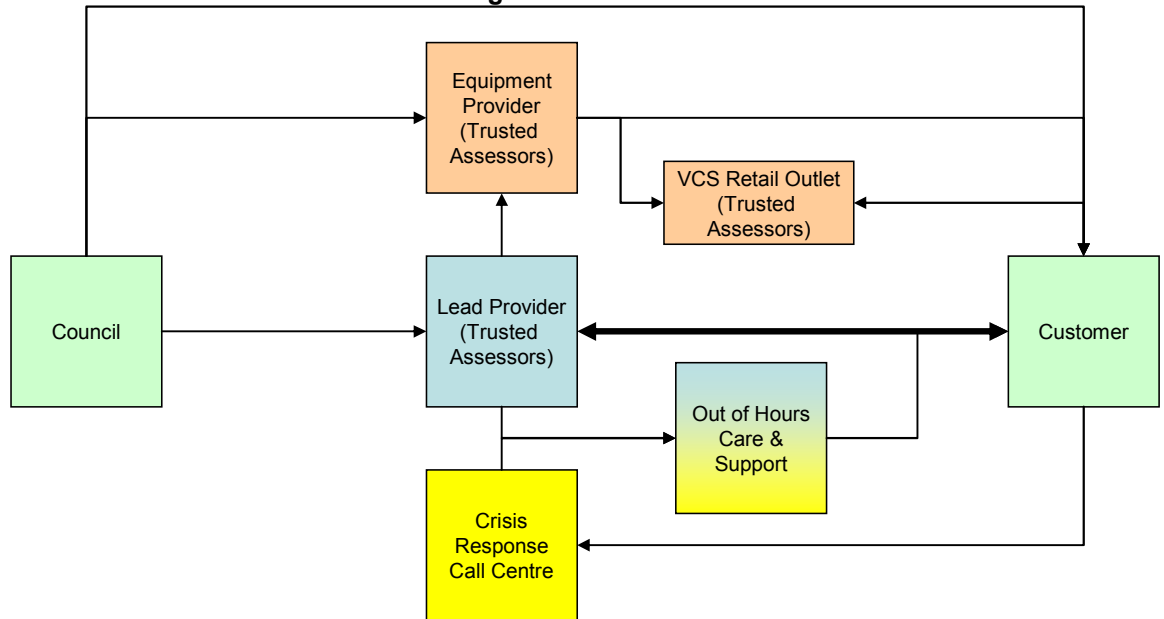 g
Equipment
Provider
(Trusted
Assessors)
VCS Retail Outlet
(Trusted
Assessors)
Council
Lead Provider
(Trusted
Assessors)
Customer
Out of Hours
Care &
Support
Crisis
Response
Call Centre